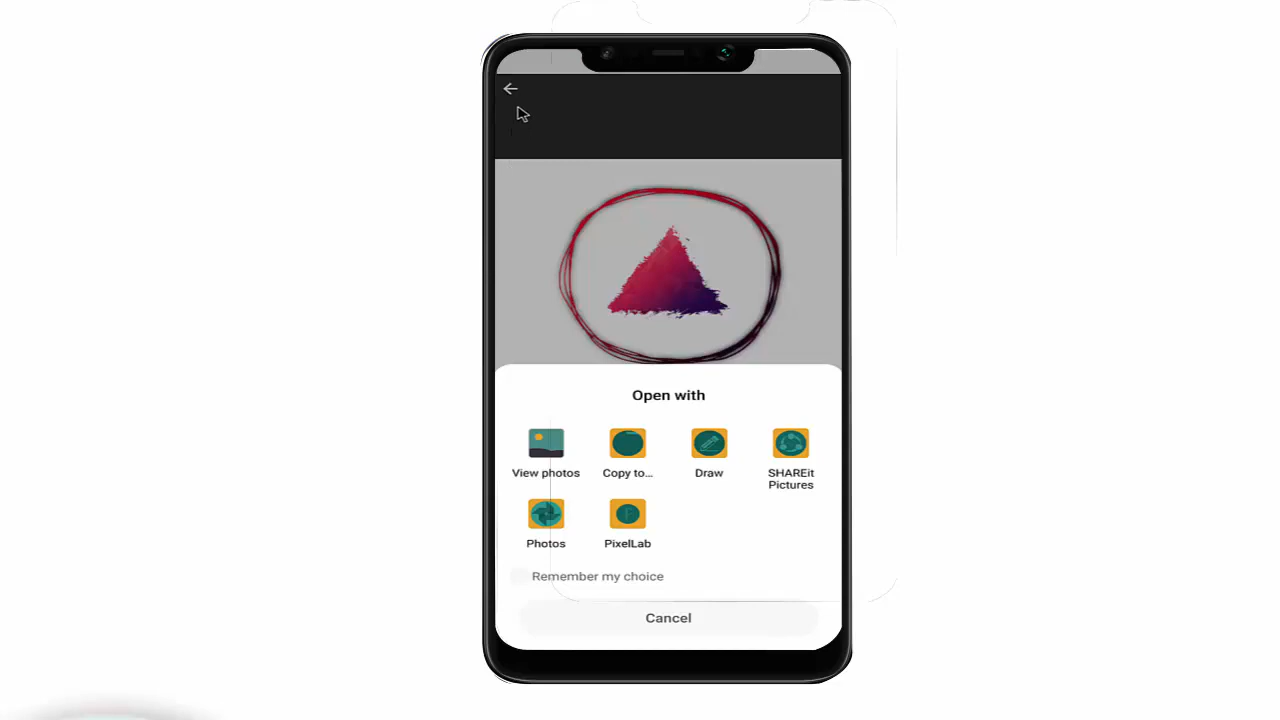 Open with
View photos
Copy to...
Draw
SHAREit
Pictures
Photos
PixelLab
Remember my choice
Cancel